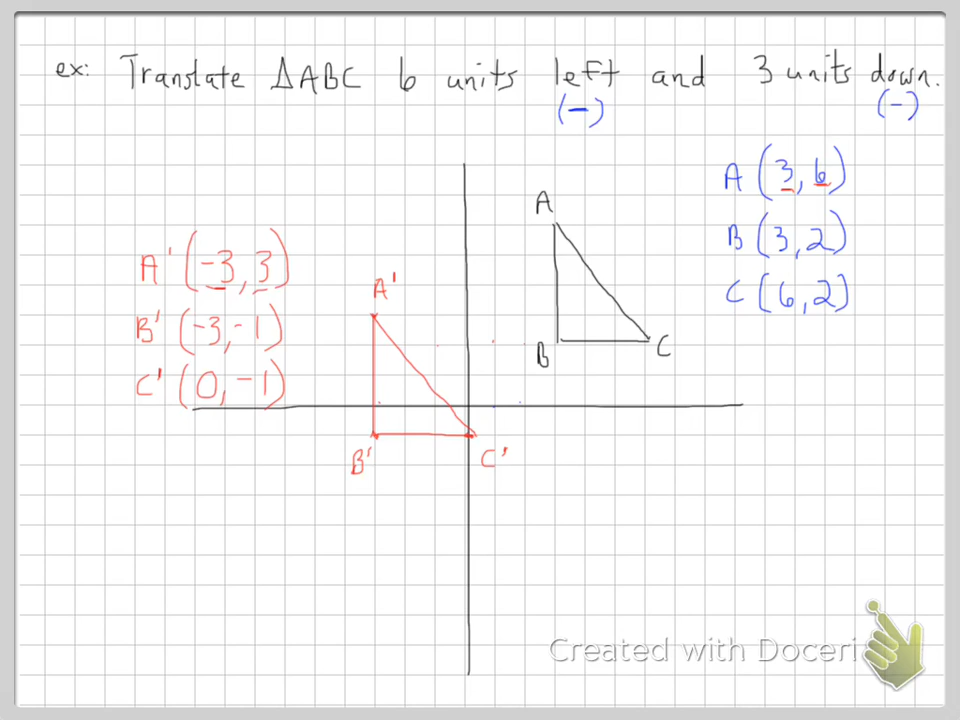 ex: Translate ΔABC 6 units left and 3 units down.
(-) (-)
A (3, 6)
B (3, 2)
C (6, 2)
A
B
C
A' (-3, 3)
B' (-3, -1)
C' (0, -1)
A'
B'
C'
Created with Doceri